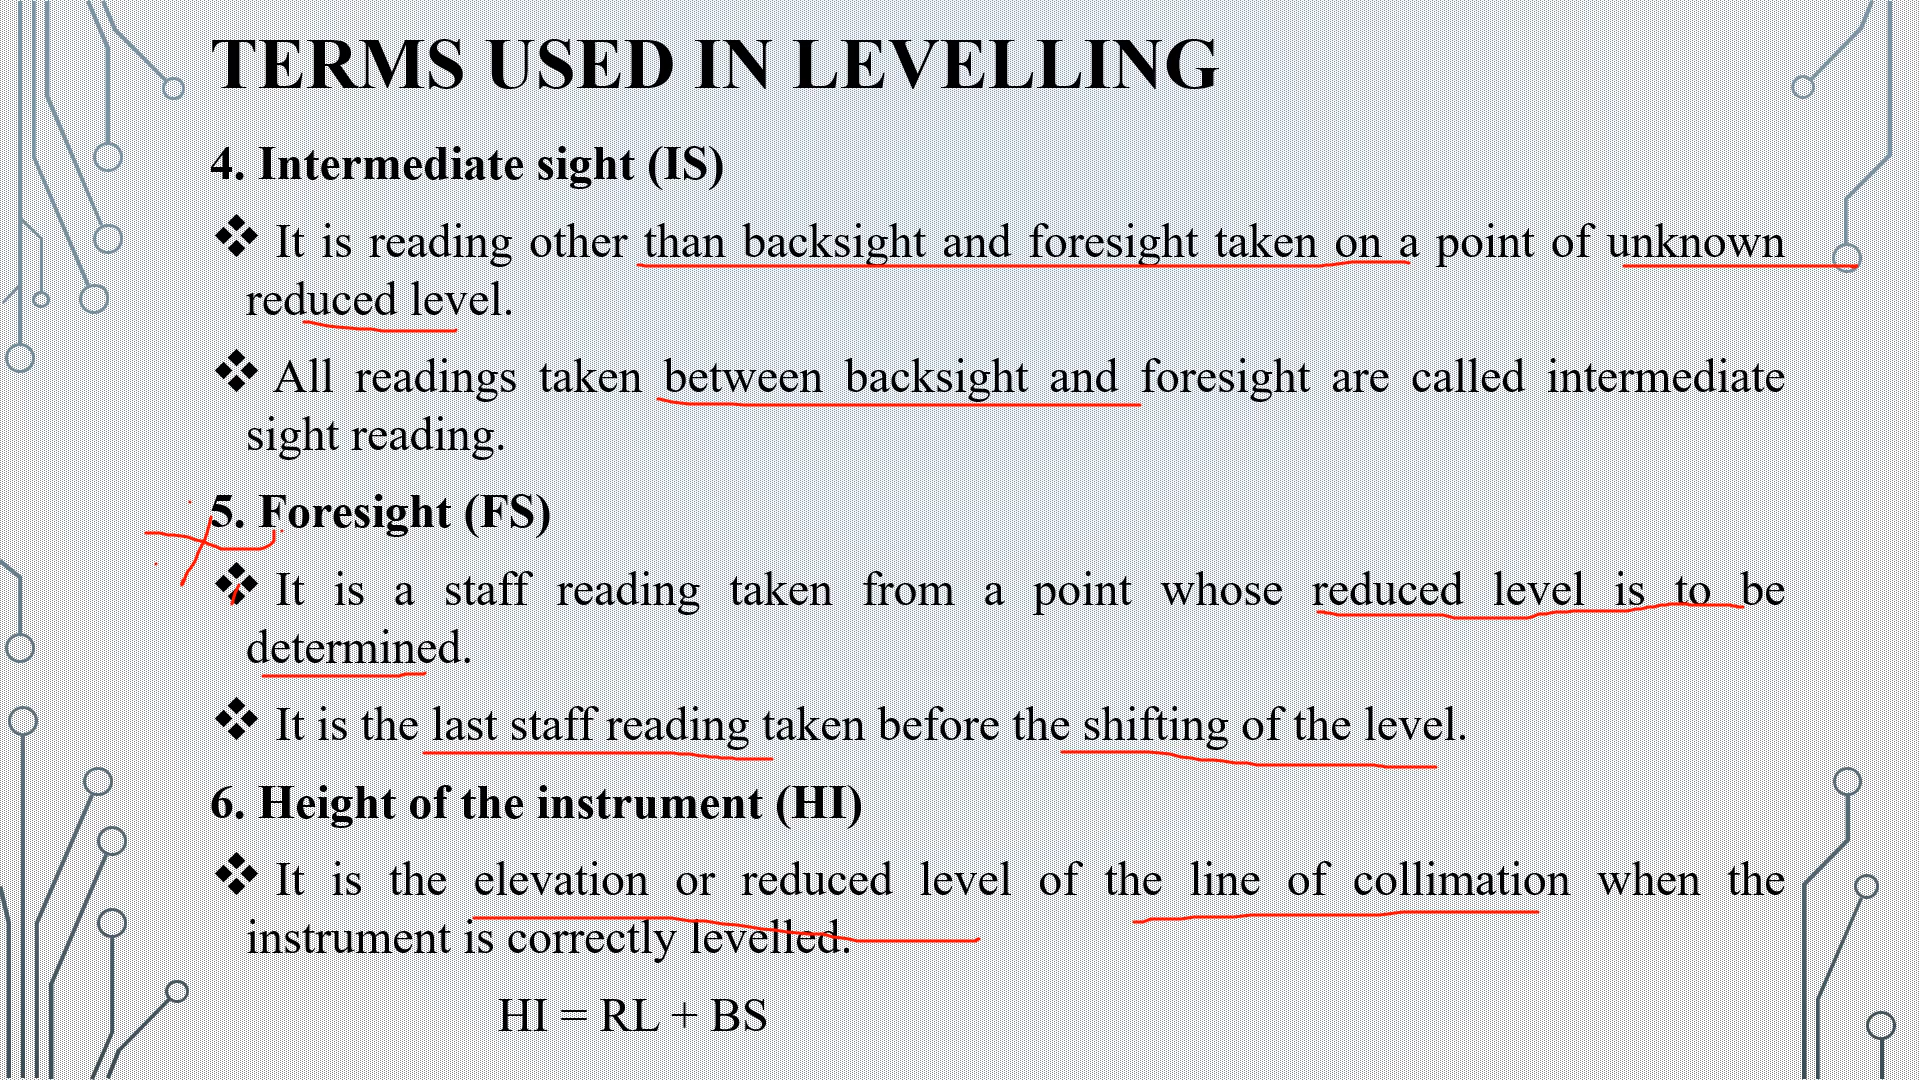 TERMS USED IN LEVELLING
4. Intermediate sight (IS)
❖ It is reading other than backsight and foresight taken on a point of unknown
reduced level.
❖ All readings taken between backsight and foresight are called intermediate
sight reading.
5. Foresight (FS)
❖ It is a staff reading taken from a point whose reduced level is to be
determined.
❖ It is the last staff reading taken before the shifting of the level.
6. Height of the instrument (HI)
❖ It is the elevation or reduced level of the line of collimation when the
instrument is correctly levelled.
HI = RL + BS